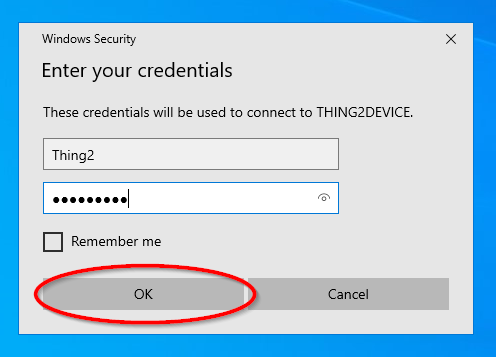 Windows Security
Enter your credentials
These credentials will be used to connect to THING2DEVICE.
Thing2
●●●●●●●●●
Remember me
OK
Cancel